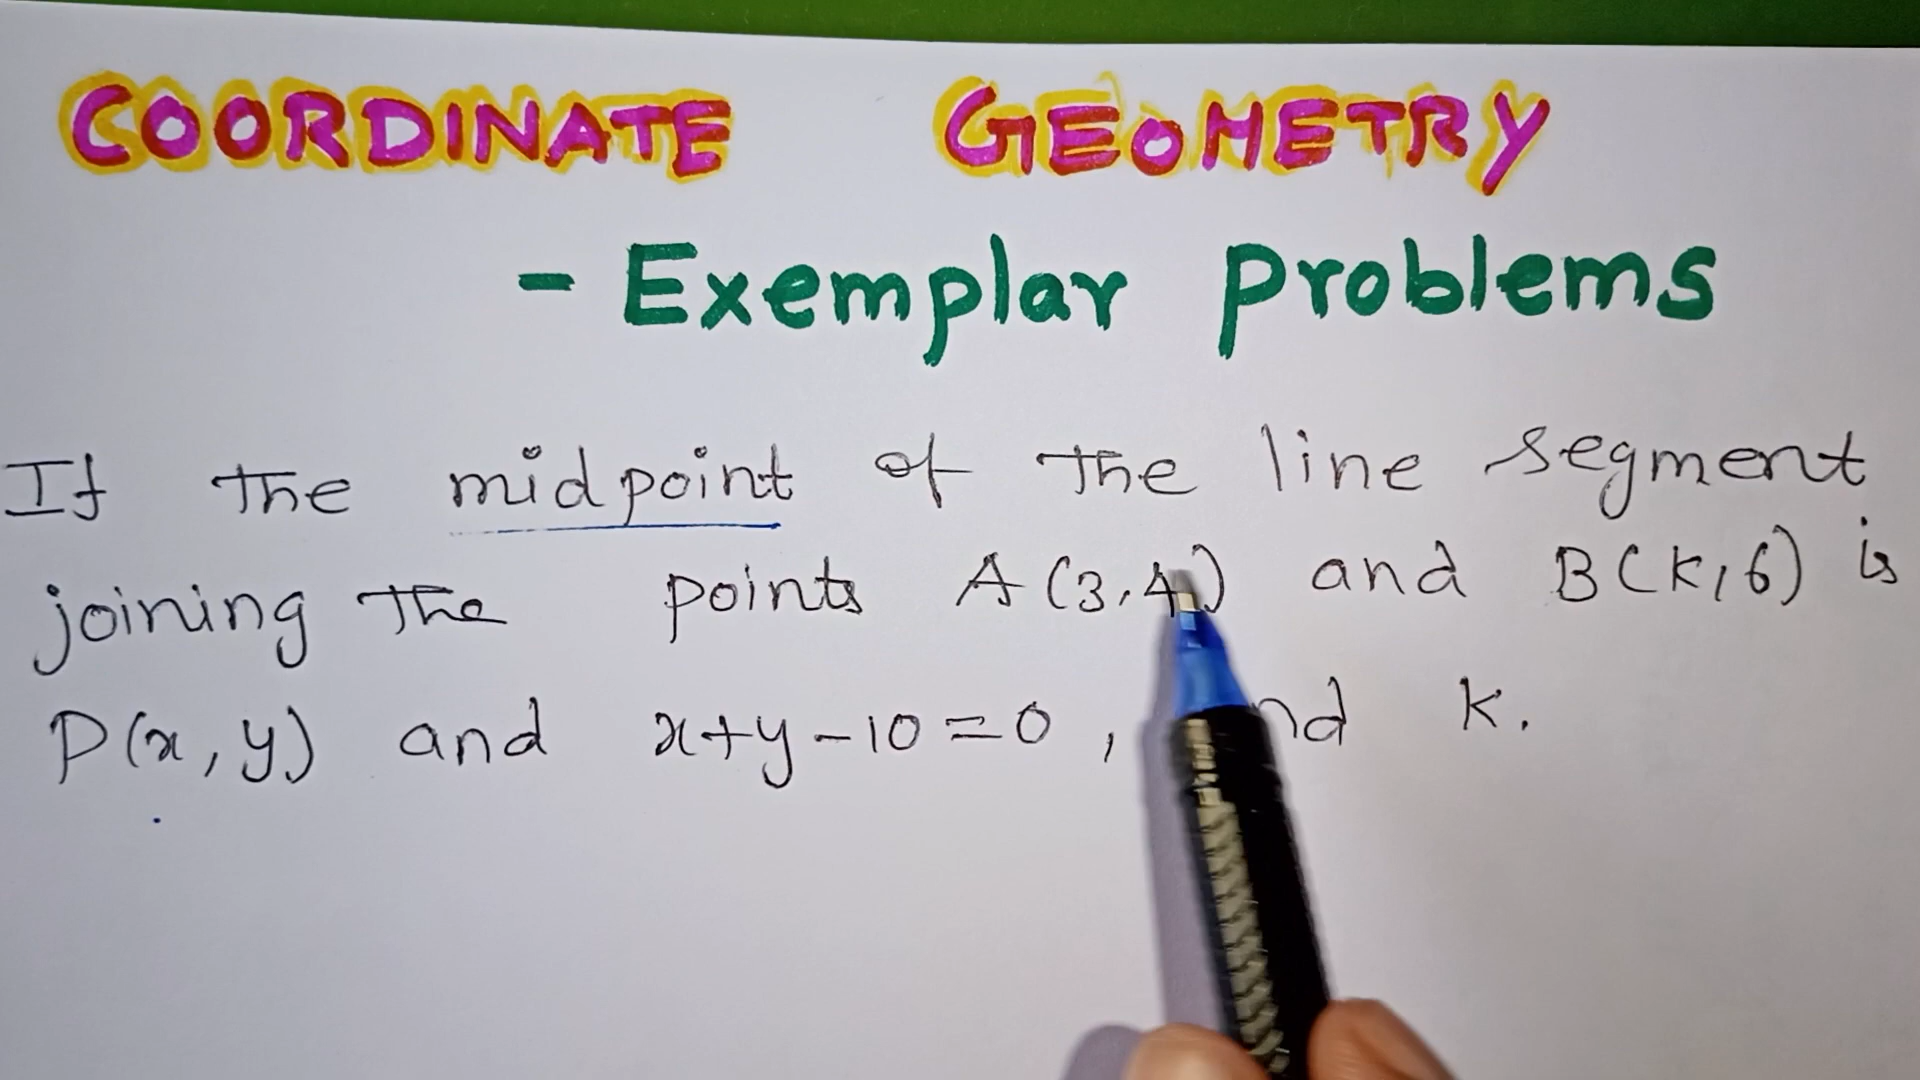 COORDINATE GEOMETRY
- Exemplar Problems
If the midpoint of the line segment
joining the points A(3,4) and B(k,6) is
P(x,y) and x+y-10=0, k.